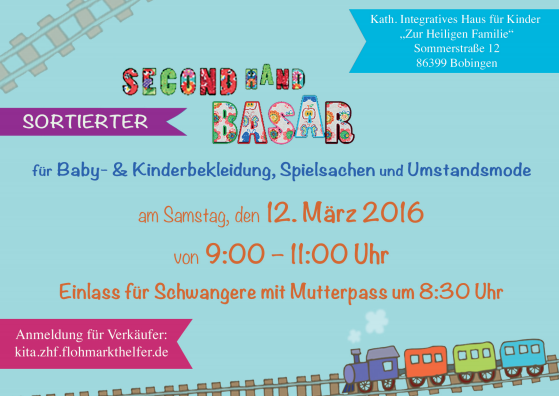 Kath. Integratives Haus für Kinder
„Zur Heiligen Familie“
Sommerstraße 12
86399 Bobingen
SECOND HAND
SORTIERTER
BASAR
für Baby- & Kinderbekleidung, Spielsachen und Umstandsmode
am Samstag, den 12. März 2016
von 9:00 – 11:00 Uhr
Einlass für Schwangere mit Mutterpass um 8:30 Uhr
Anmeldung für Verkäufer:
kita.zhf.flohmarkthelfer.de